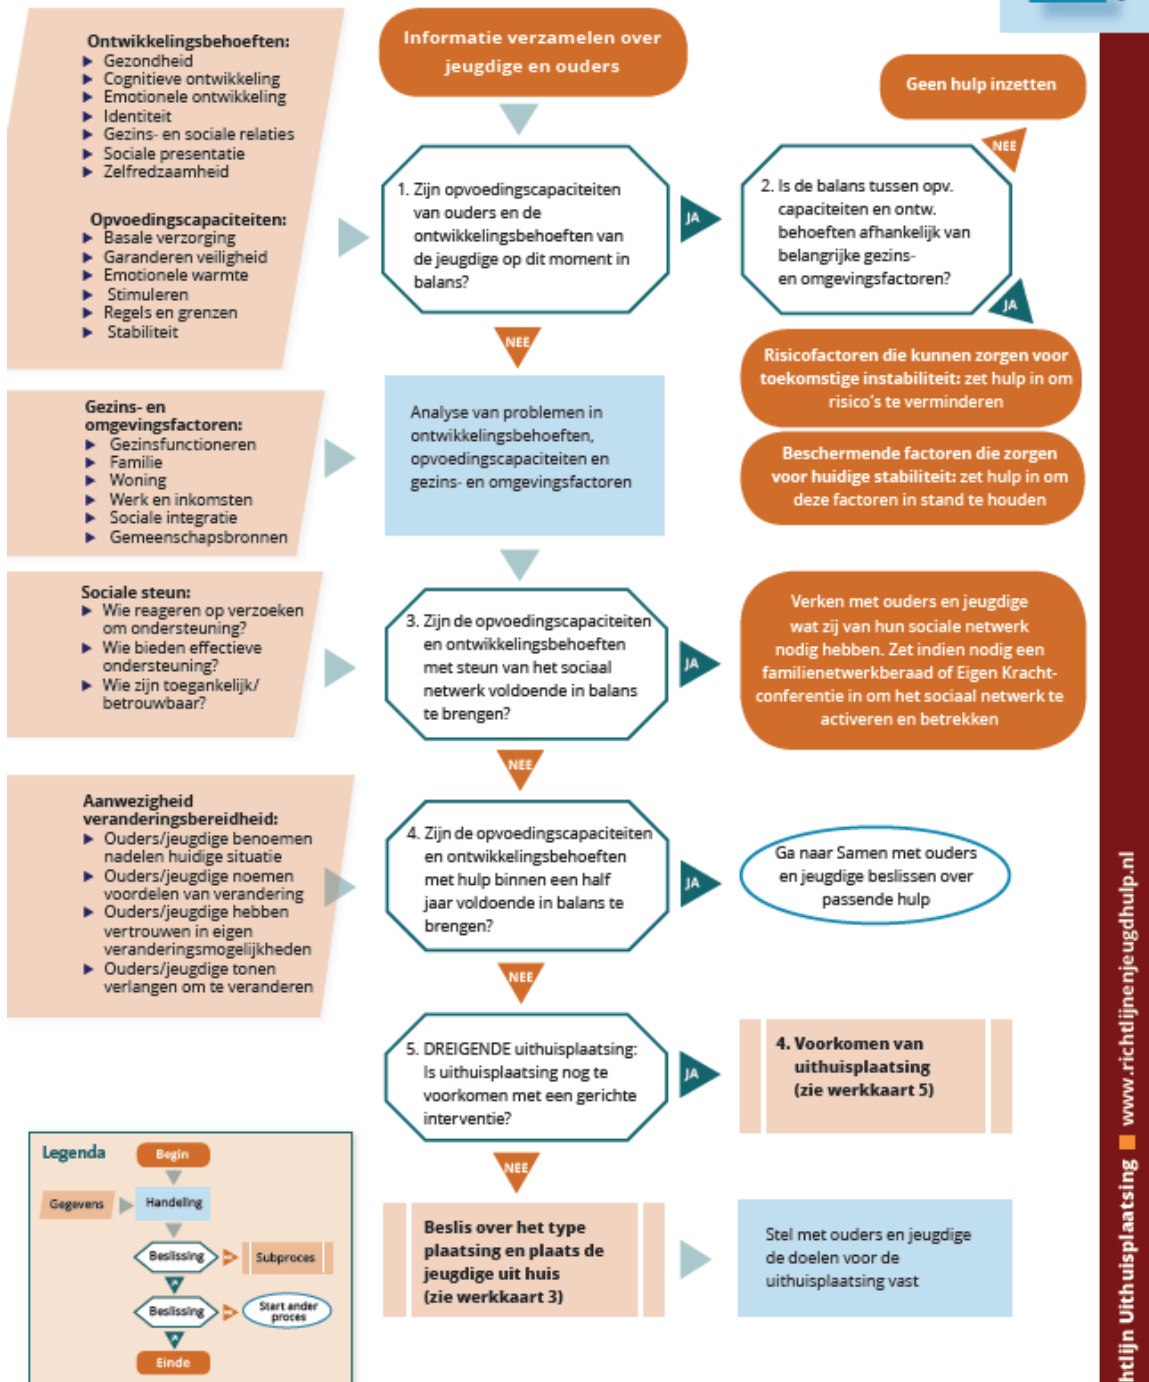 Informatie verzamelen over
jeugdige en ouders
Ontwikkelingsbehoeften:
Gezondheid
Cognitieve ontwikkeling
Emotionele ontwikkeling
Identiteit
Gezins- en sociale relaties
Sociale presentatie
Zelfredzaamheid
Opvoedingscapaciteiten:
Basale verzorging
Garanderen veiligheid
Emotionele warmte
Stimuleren
Regels en grenzen
Stabiliteit
1. Zijn opvoedingscapaciteiten
van ouders en de
ontwikkelingsbehoeften van
de jeugdige op dit moment in
balans?
JA
2. Is de balans tussen opv.
capaciteiten en ontw.
behoeften afhankelijk van
belangrijke gezins-
en omgevingsfactoren?
NEE
Geen hulp inzetten
JA
Risicofactoren die kunnen zorgen voor
toekomstige instabiliteit: zet hulp in om
risico's te verminderen
Beschermende factoren die zorgen
voor huidige stabiliteit: zet hulp in om
deze factoren in stand te houden
NEE
Gezins- en
omgevingsfactoren:
Gezinsfunctioneren
Familie
Woning
Werk en inkomsten
Sociale integratie
Gemeenschapsbronnen
Analyse van problemen in
ontwikkelingsbehoeften,
opvoedingscapaciteiten en
gezins- en omgevingsfactoren
Sociale steun:
Wie reageren op verzoeken
om ondersteuning?
Wie bieden effectieve
ondersteuning?
Wie zijn toegankelijk/
betrouwbaar?
3. Zijn de opvoedingscapaciteiten
en ontwikkelingsbehoeften
met steun van het sociaal
netwerk voldoende in balans
te brengen?
JA
Verken met ouders en jeugdige
wat zij van hun sociale netwerk
nodig hebben. Zet indien nodig een
familienetwerkberaad of Eigen Kracht-
conferentie in om het sociaal netwerk te
activeren en betrekken
NEE
Aanwezigheid
veranderingsbereidheid:
Ouders/jeugdige benoemen
nadelen huidige situatie
Ouders/jeugdige noemen
voordelen van verandering
Ouders/jeugdige hebben
vertrouwen in eigen
veranderingsmogelijkheden
Ouders/jeugdige tonen
verlangen om te veranderen
4. Zijn de opvoedingscapaciteiten
en ontwikkelingsbehoeften
met hulp binnen een half
jaar voldoende in balans te
brengen?
JA
Ga naar Samen met ouders
en jeugdige beslissen over
passende hulp
NEE
5. DREIGENDE uithuisplaatsing:
Is uithuisplaatsing nog te
voorkomen met een gerichte
interventie?
JA
4. Voorkomen van
uithuisplaatsing
(zie werkkaart 5)
NEE
Beslis over het type
plaatsing en plaats de
jeugdige uit huis
(zie werkkaart 3)
Stel met ouders en jeugdige
de doelen voor de
uithuisplaatsing vast
Legenda
Begin
Gegevens
Handeling
Beslissing
Subproces
Beslissing
Start ander
proces
Einde
htlijn Uithuisplaatsing www.richtlijnenjeugdhulp.nl